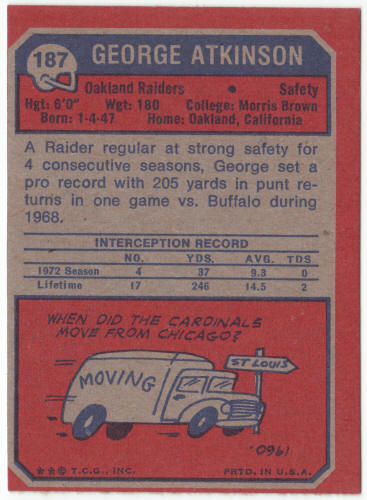 187 GEORGE ATKINSON
Oakland Raiders • Safety
Hgt: 6'0" Wgt: 180 College: Morris Brown
Born: 1-4-47 Home: Oakland, California
A Raider regular at strong safety for
4 consecutive seasons, George set a
pro record with 205 yards in punt re-
turns in one game vs. Buffalo during
1968.
INTERCEPTION RECORD
NO. YDS. AVG. TDS
1972 Season 4 37 9.3 0
Lifetime 17 246 14.5 2
WHEN DID THE CARDINALS
MOVE FROM CHICAGO?
ST LOUIS
MOVING
1960.
★★ © T.C.G., INC. PRTD. IN U.S.A.